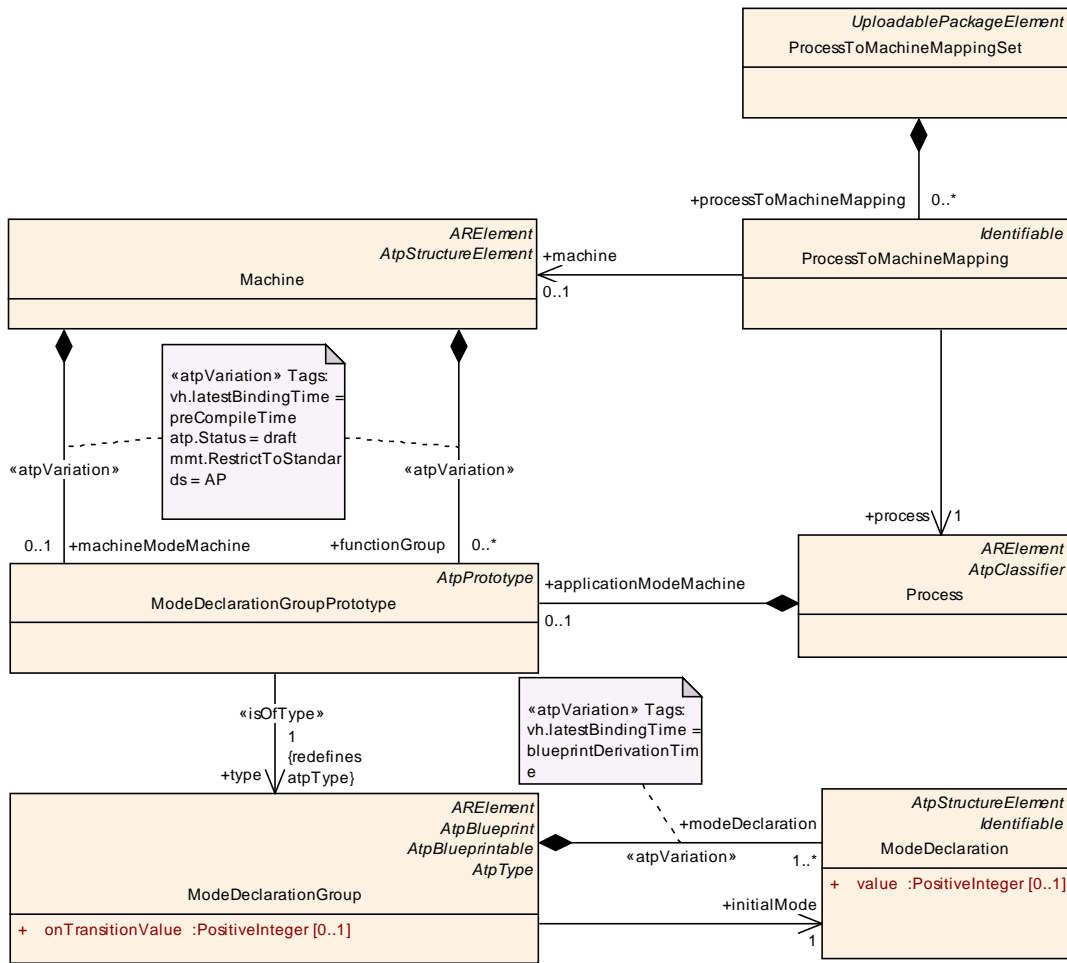 UploadablePackageElement
ProcessToMachineMappingSet
+processToMachineMapping 0..*
ARElement
AtpStructureElement
Machine
+machine
0..1
Identifiable
ProcessToMachineMapping
«atpVariation» Tags:
vh.latestBindingTime =
preCompileTime
atp.Status = draft
mmt.RestrictToStandar
ds = AP
«atpVariation»
«atpVariation»
0..1 +machineModeMachine
+functionGroup 0..*
+process 1
AtpPrototype
ModeDeclarationGroupPrototype
+applicationModeMachine
0..1
ARElement
AtpClassifier
Process
«isOfType»
1
{redefines
+type atpType}
«atpVariation» Tags:
vh.latestBindingTime =
blueprintDerivationTim
e
ARElement
AtpBlueprint
AtpBlueprintable
AtpType
ModeDeclarationGroup
+ onTransitionValue :PositiveInteger [0..1]
+modeDeclaration
«atpVariation» 1..*
+initialMode
1
AtpStructureElement
Identifiable
ModeDeclaration
+ value :PositiveInteger [0..1]